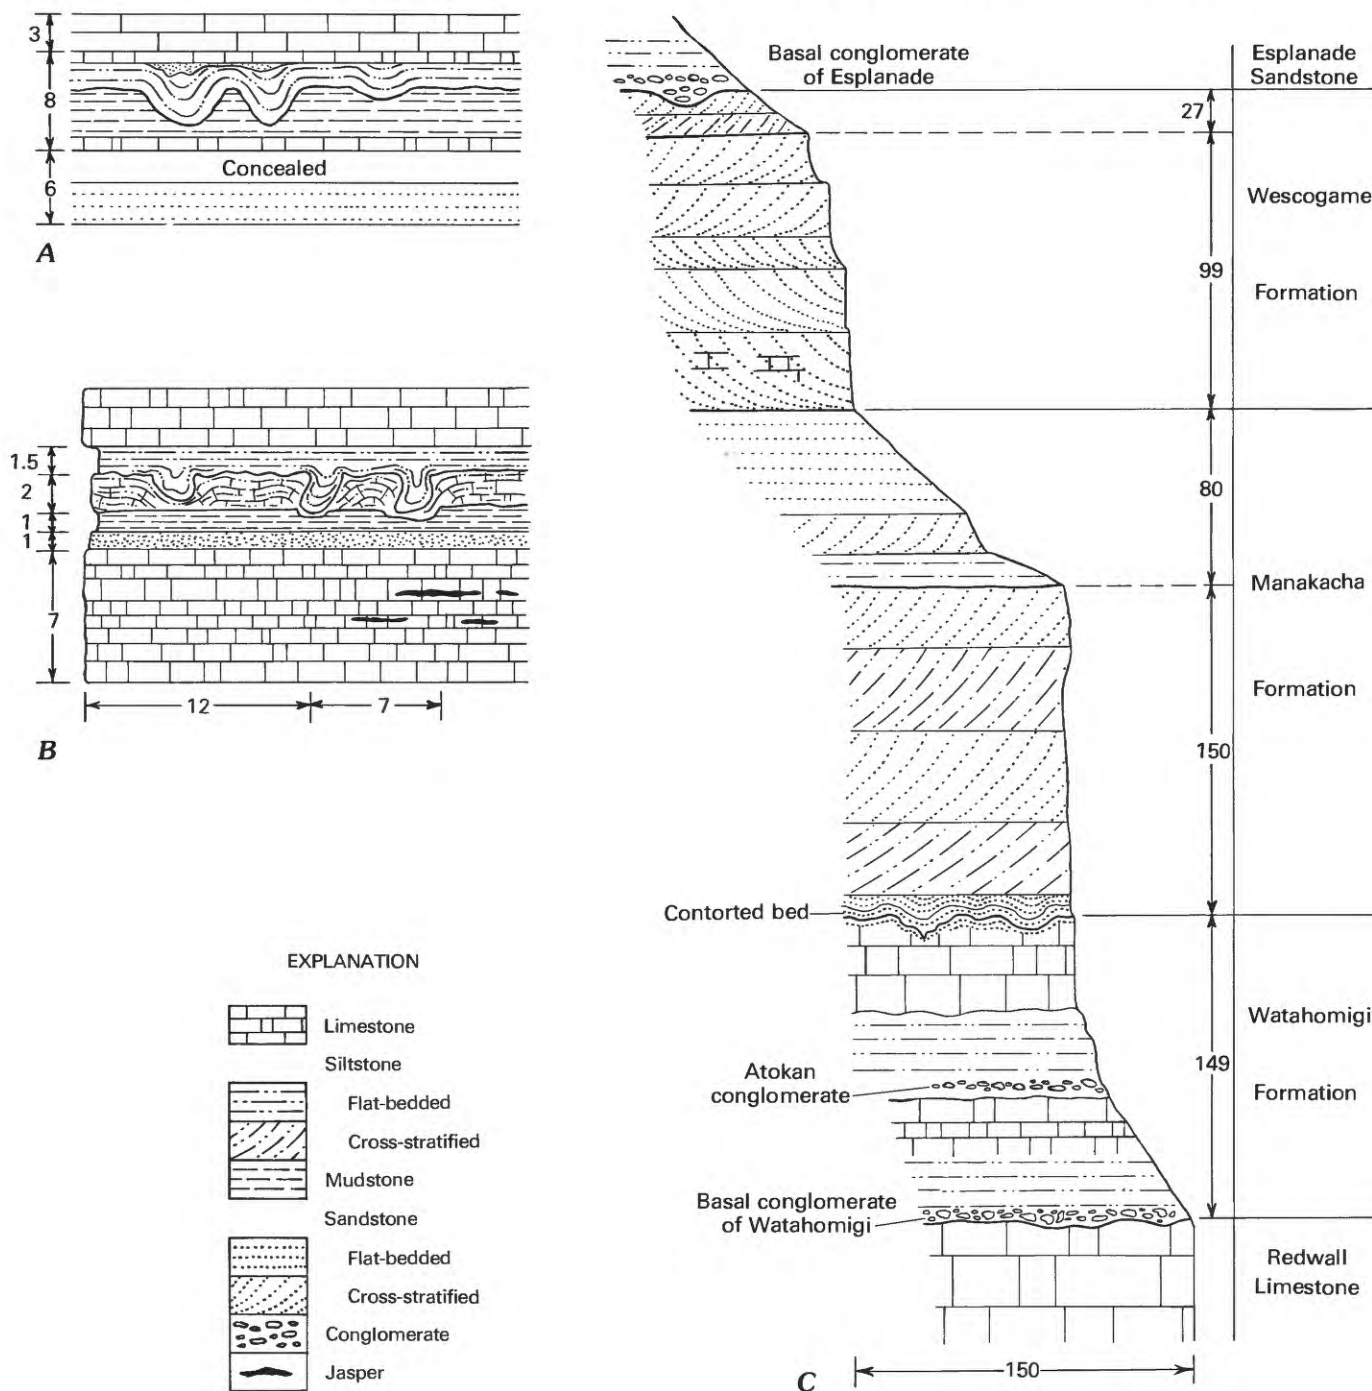 3
8
Concealed
6
A
1.5
2
1
1
7
12
7
B
EXPLANATION
Limestone
Siltstone
Flat-bedded
Cross-stratified
Mudstone
Sandstone
Flat-bedded
Cross-stratified
Conglomerate
Jasper
Basal conglomerate
of Esplanade
Esplanade
Sandstone
27
Wescogame
99
Formation
80
Manakacha
Formation
150
Contorted bed
Watahomigi
149
Atokan
conglomerate
Formation
Basal conglomerate
of Watahomigi
Redwall
Limestone
150
C